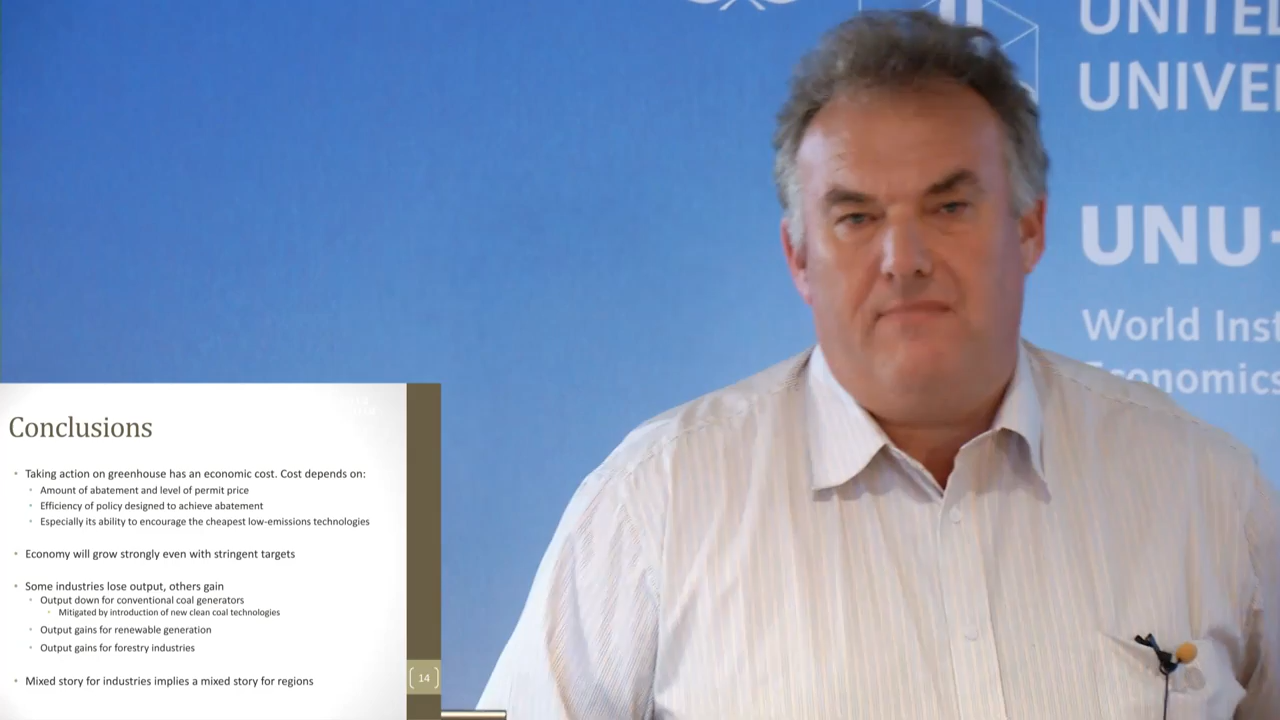 UNITE
UNIVE
UNU-
World Inst
Economics
Conclusions
• Taking action on greenhouse has an economic cost. Cost depends on:
• Amount of abatement and level of permit price
• Efficiency of policy designed to achieve abatement
• Especially its ability to encourage the cheapest low-emissions technologies
• Economy will grow strongly even with stringent targets
• Some industries lose output, others gain
• Output down for conventional coal generators
• Mitigated by introduction of new clean coal technologies
• Output gains for renewable generation
• Output gains for forestry industries
• Mixed story for industries implies a mixed story for regions
14